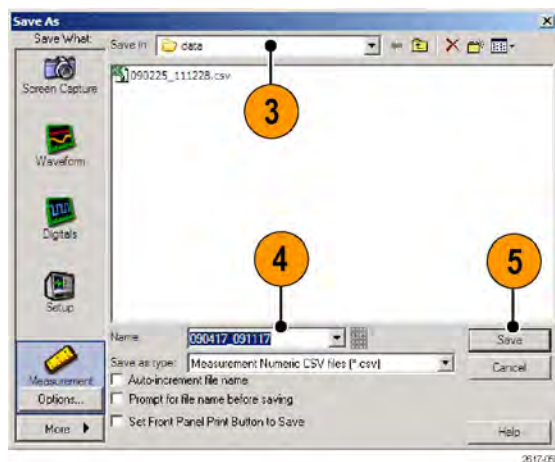 Save As
Save What:
Save in: data
Screen Capture
090225_111228.csv
3
Waveform
Digitals
Setup
4
5
Name: 090417_091117
Save
Save as type: Measurement Numeric CSV files (*.csv)
Cancel
Measurement
Auto-increment file name
Options...
Prompt for file name before saving
Set Front Panel Print Button to Save
More
Help
2617-05